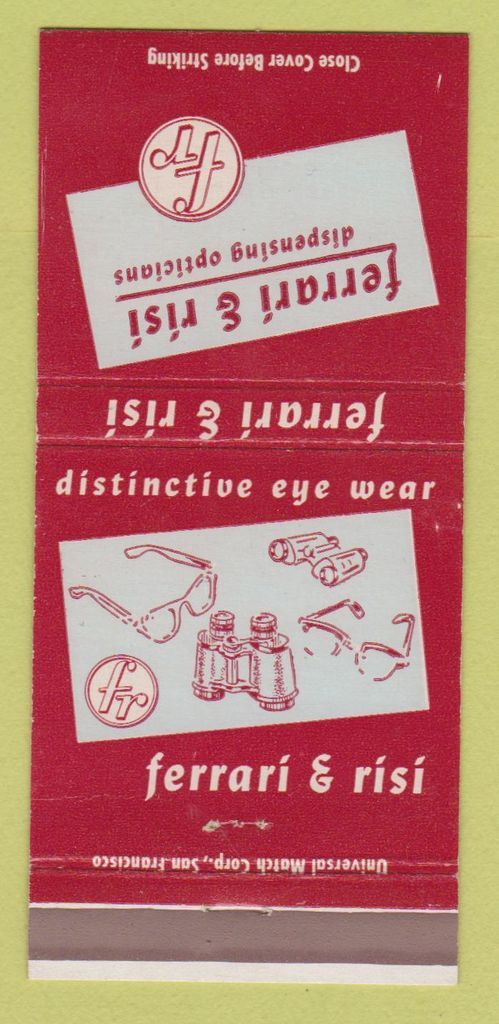 Close Cover Before Striking
fr
ferrari & risi
dispensing opticians
ferrari & risi
distinctive eye wear
fr
ferrari & risi
Universal Match Corp., San Francisco